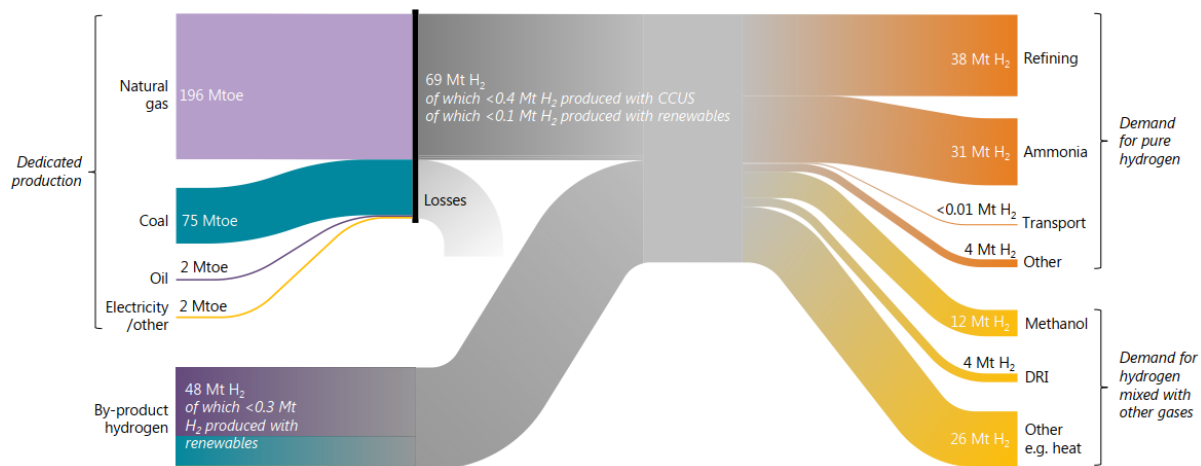 Dedicated
production
Natural
gas
196 Mtoe
Coal
75 Mtoe
Oil
2 Mtoe
Electricity
/other
2 Mtoe
By-product
hydrogen
48 Mt H₂
of which <0.3 Mt
H₂ produced with
renewables
69 Mt H₂
of which <0.4 Mt H₂ produced with CCUS
of which <0.1 Mt H₂ produced with renewables
Losses
38 Mt H₂
Refining
31 Mt H₂
Ammonia
<0.01 Mt H₂
Transport
4 Mt H₂
Other
Demand
for pure
hydrogen
12 Mt H₂
Methanol
4 Mt H₂
DRI
26 Mt H₂
Other
e.g. heat
Demand for
hydrogen
mixed with
other gases